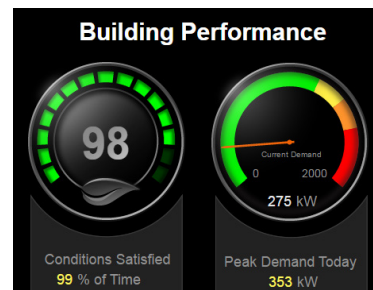 Building Performance
98
Current Demand
0 2000
275 kW
Conditions Satisfied
99 % of Time
Peak Demand Today
353 kW